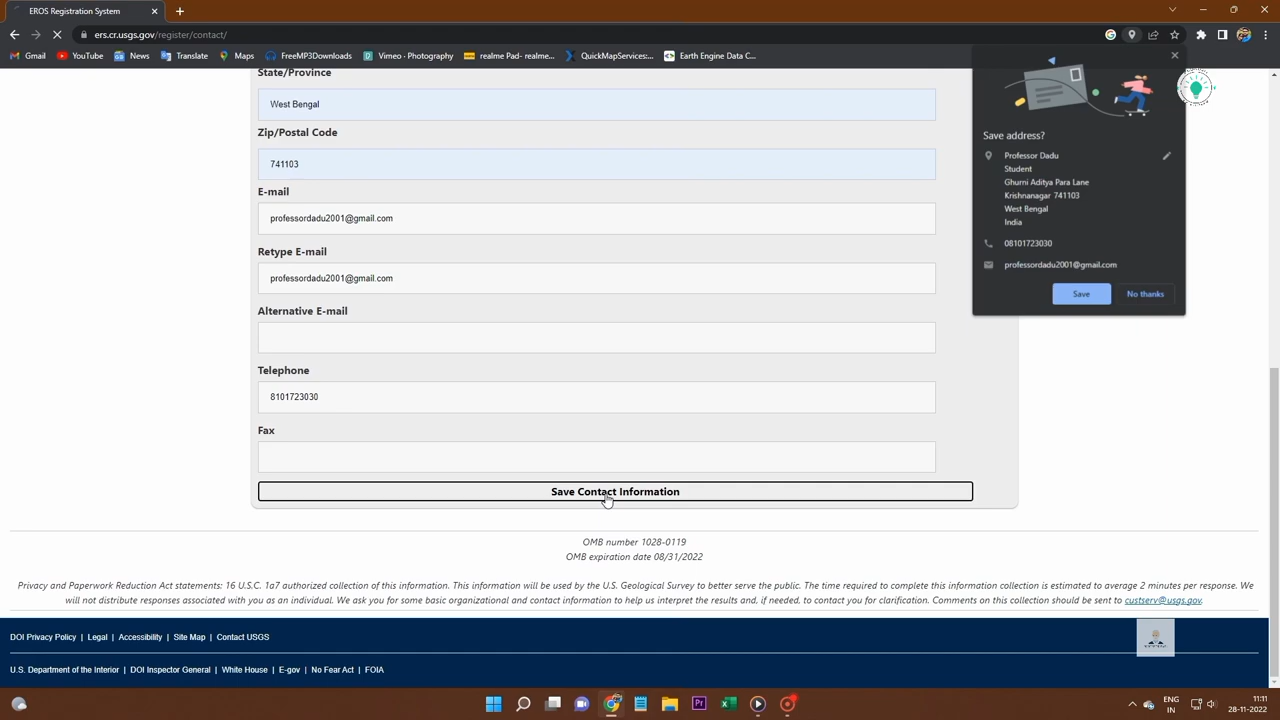 EROS Registration System
ers.cr.usgs.gov/register/contact/
Gmail
YouTube
News
Translate
Maps
FreeMP3Downloads
Vimeo - Photography
realme Pad- realme...
QuickMapServices:...
Earth Engine Data C...
State/Province
West Bengal
Zip/Postal Code
741103
E-mail
professordadu2001@gmail.com
Retype E-mail
professordadu2001@gmail.com
Alternative E-mail
Telephone
8101723030
Fax
Save Contact Information
Save address?
Professor Dadu
Student
Ghurni Aditya Para Lane
Krishnanagar 741103
West Bengal
India
08101723030
professordadu2001@gmail.com
Save
No thanks
OMB number 1028-0119
OMB expiration date 08/31/2022
Privacy and Paperwork Reduction Act statements: 16 U.S.C. 1a7 authorized collection of this information. This information will be used by the U.S. Geological Survey to better serve the public. The time required to complete this information collection is estimated to average 2 minutes per response. We
will not distribute responses associated with you as an individual. We ask you for some basic organizational and contact information to help us interpret the results and, if needed, to contact you for clarification. Comments on this collection should be sent to custserv@usgs.gov.
DOI Privacy Policy | Legal | Accessibility | Site Map | Contact USGS
U.S. Department of the Interior | DOI Inspector General | White House | E-gov | No Fear Act | FOIA
ENG
IN
11:11
28-11-2022